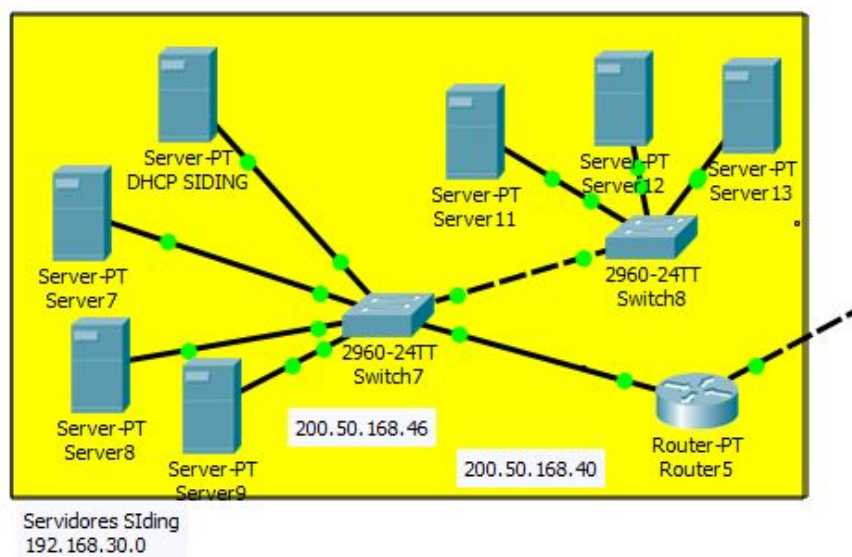 Server-PT
DHCP SIDING
Server-PT
Server7
Server-PT
Server8
Server-PT
Server9
Server-PT
Server11
Server-PT
Server12
Server-PT
Server13
2960-24TT
Switch8
2960-24TT
Switch7
200.50.168.46
200.50.168.40
Router-PT
Router5
Servidores SIding
192.168.30.0